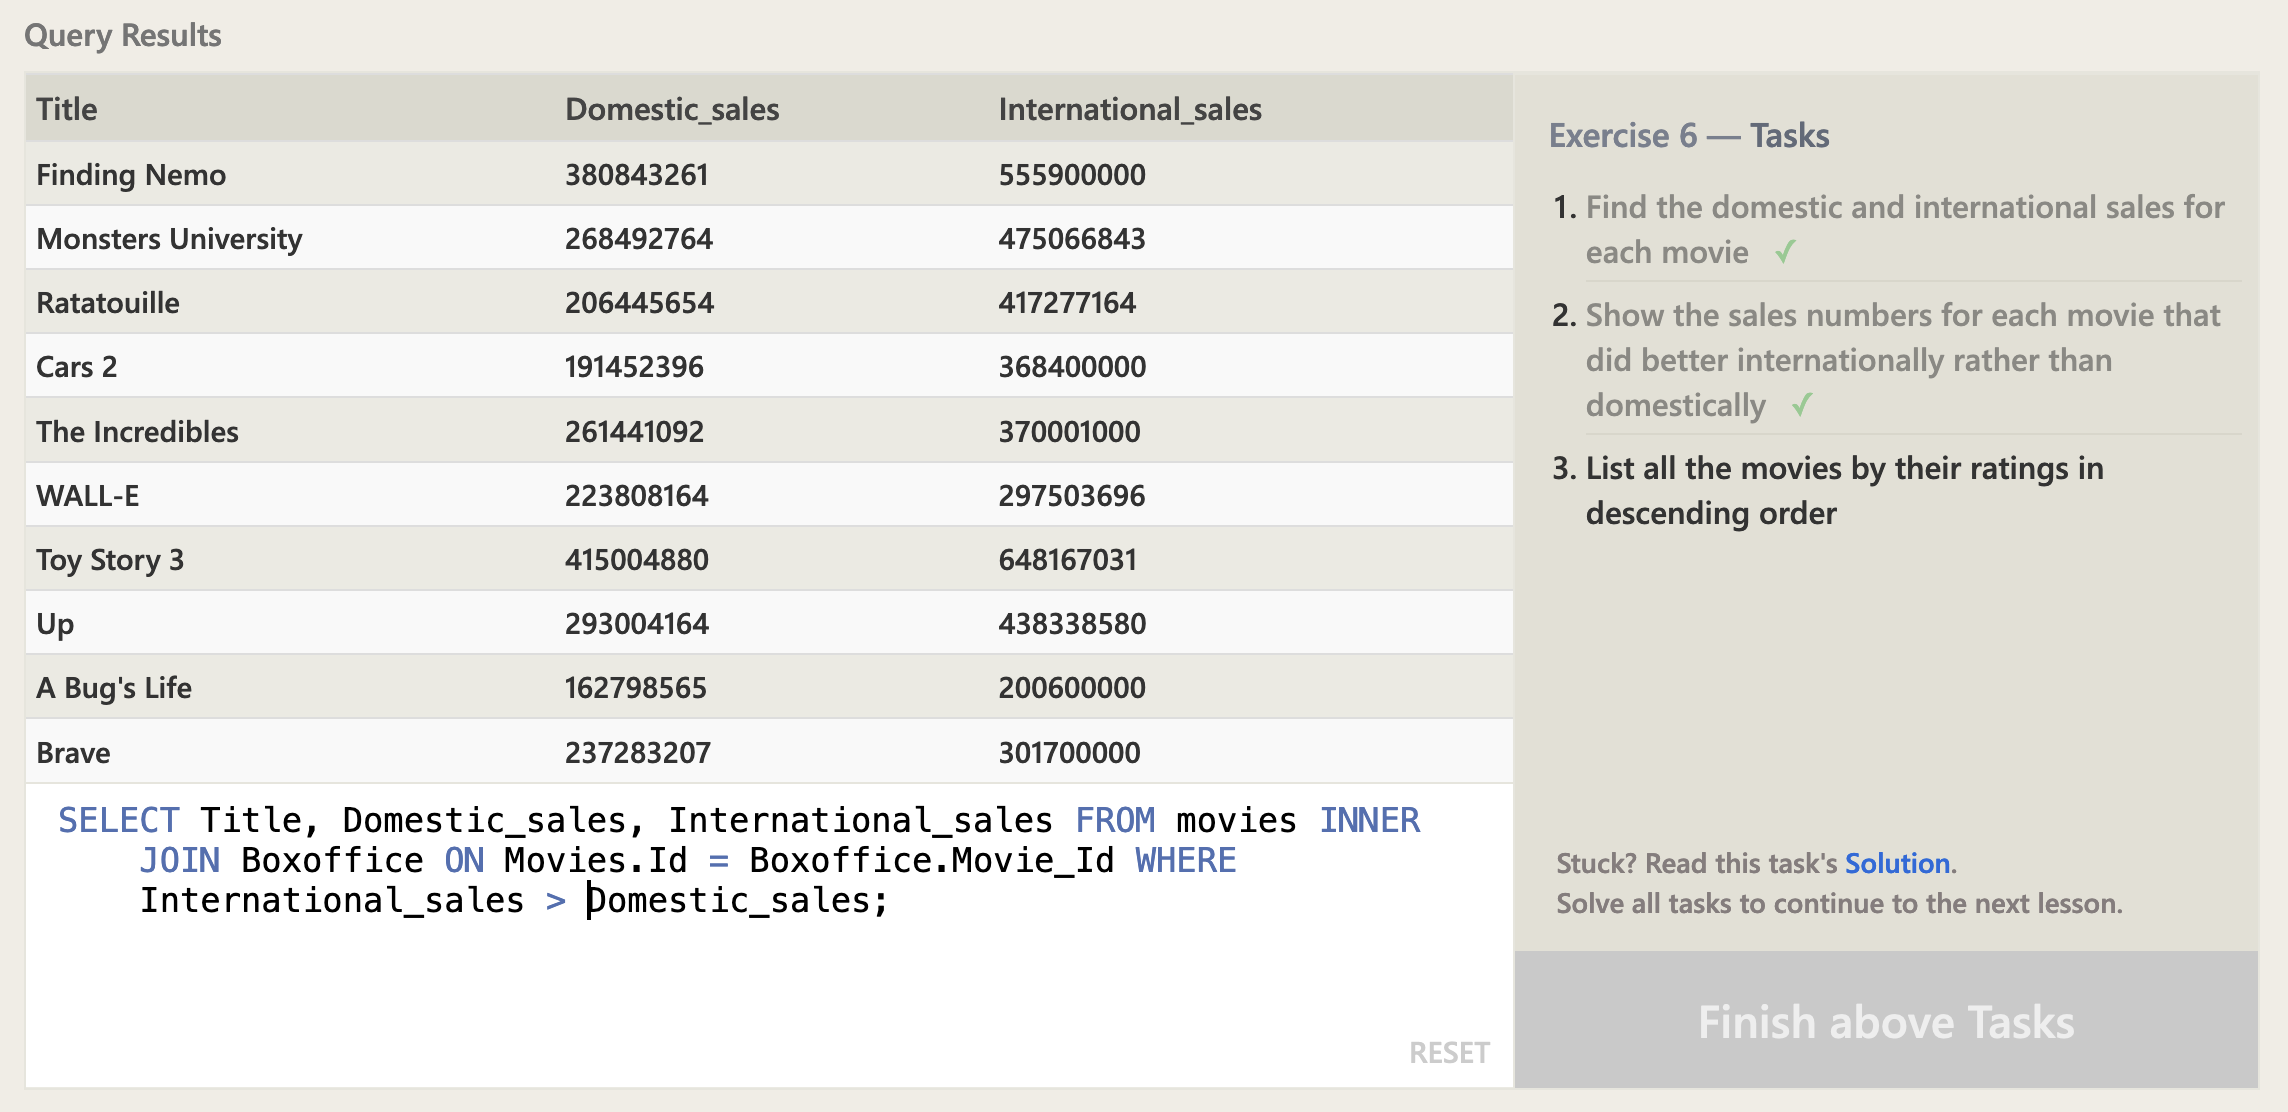 Query Results
Title Domestic_sales International_sales
Finding Nemo 380843261 555900000
Monsters University 268492764 475066843
Ratatouille 206445654 417277164
Cars 2 191452396 368400000
The Incredibles 261441092 370001000
WALL-E 223808164 297503696
Toy Story 3 415004880 648167031
Up 293004164 438338580
A Bug's Life 162798565 200600000
Brave 237283207 301700000
SELECT Title, Domestic_sales, International_sales FROM movies INNER
JOIN Boxoffice ON Movies.Id = Boxoffice.Movie_Id WHERE
International_sales > Domestic_sales;
RESET
Exercise 6 — Tasks
1. Find the domestic and international sales for
each movie ✓
2. Show the sales numbers for each movie that
did better internationally rather than
domestically ✓
3. List all the movies by their ratings in
descending order
Stuck? Read this task's Solution.
Solve all tasks to continue to the next lesson.
Finish above Tasks